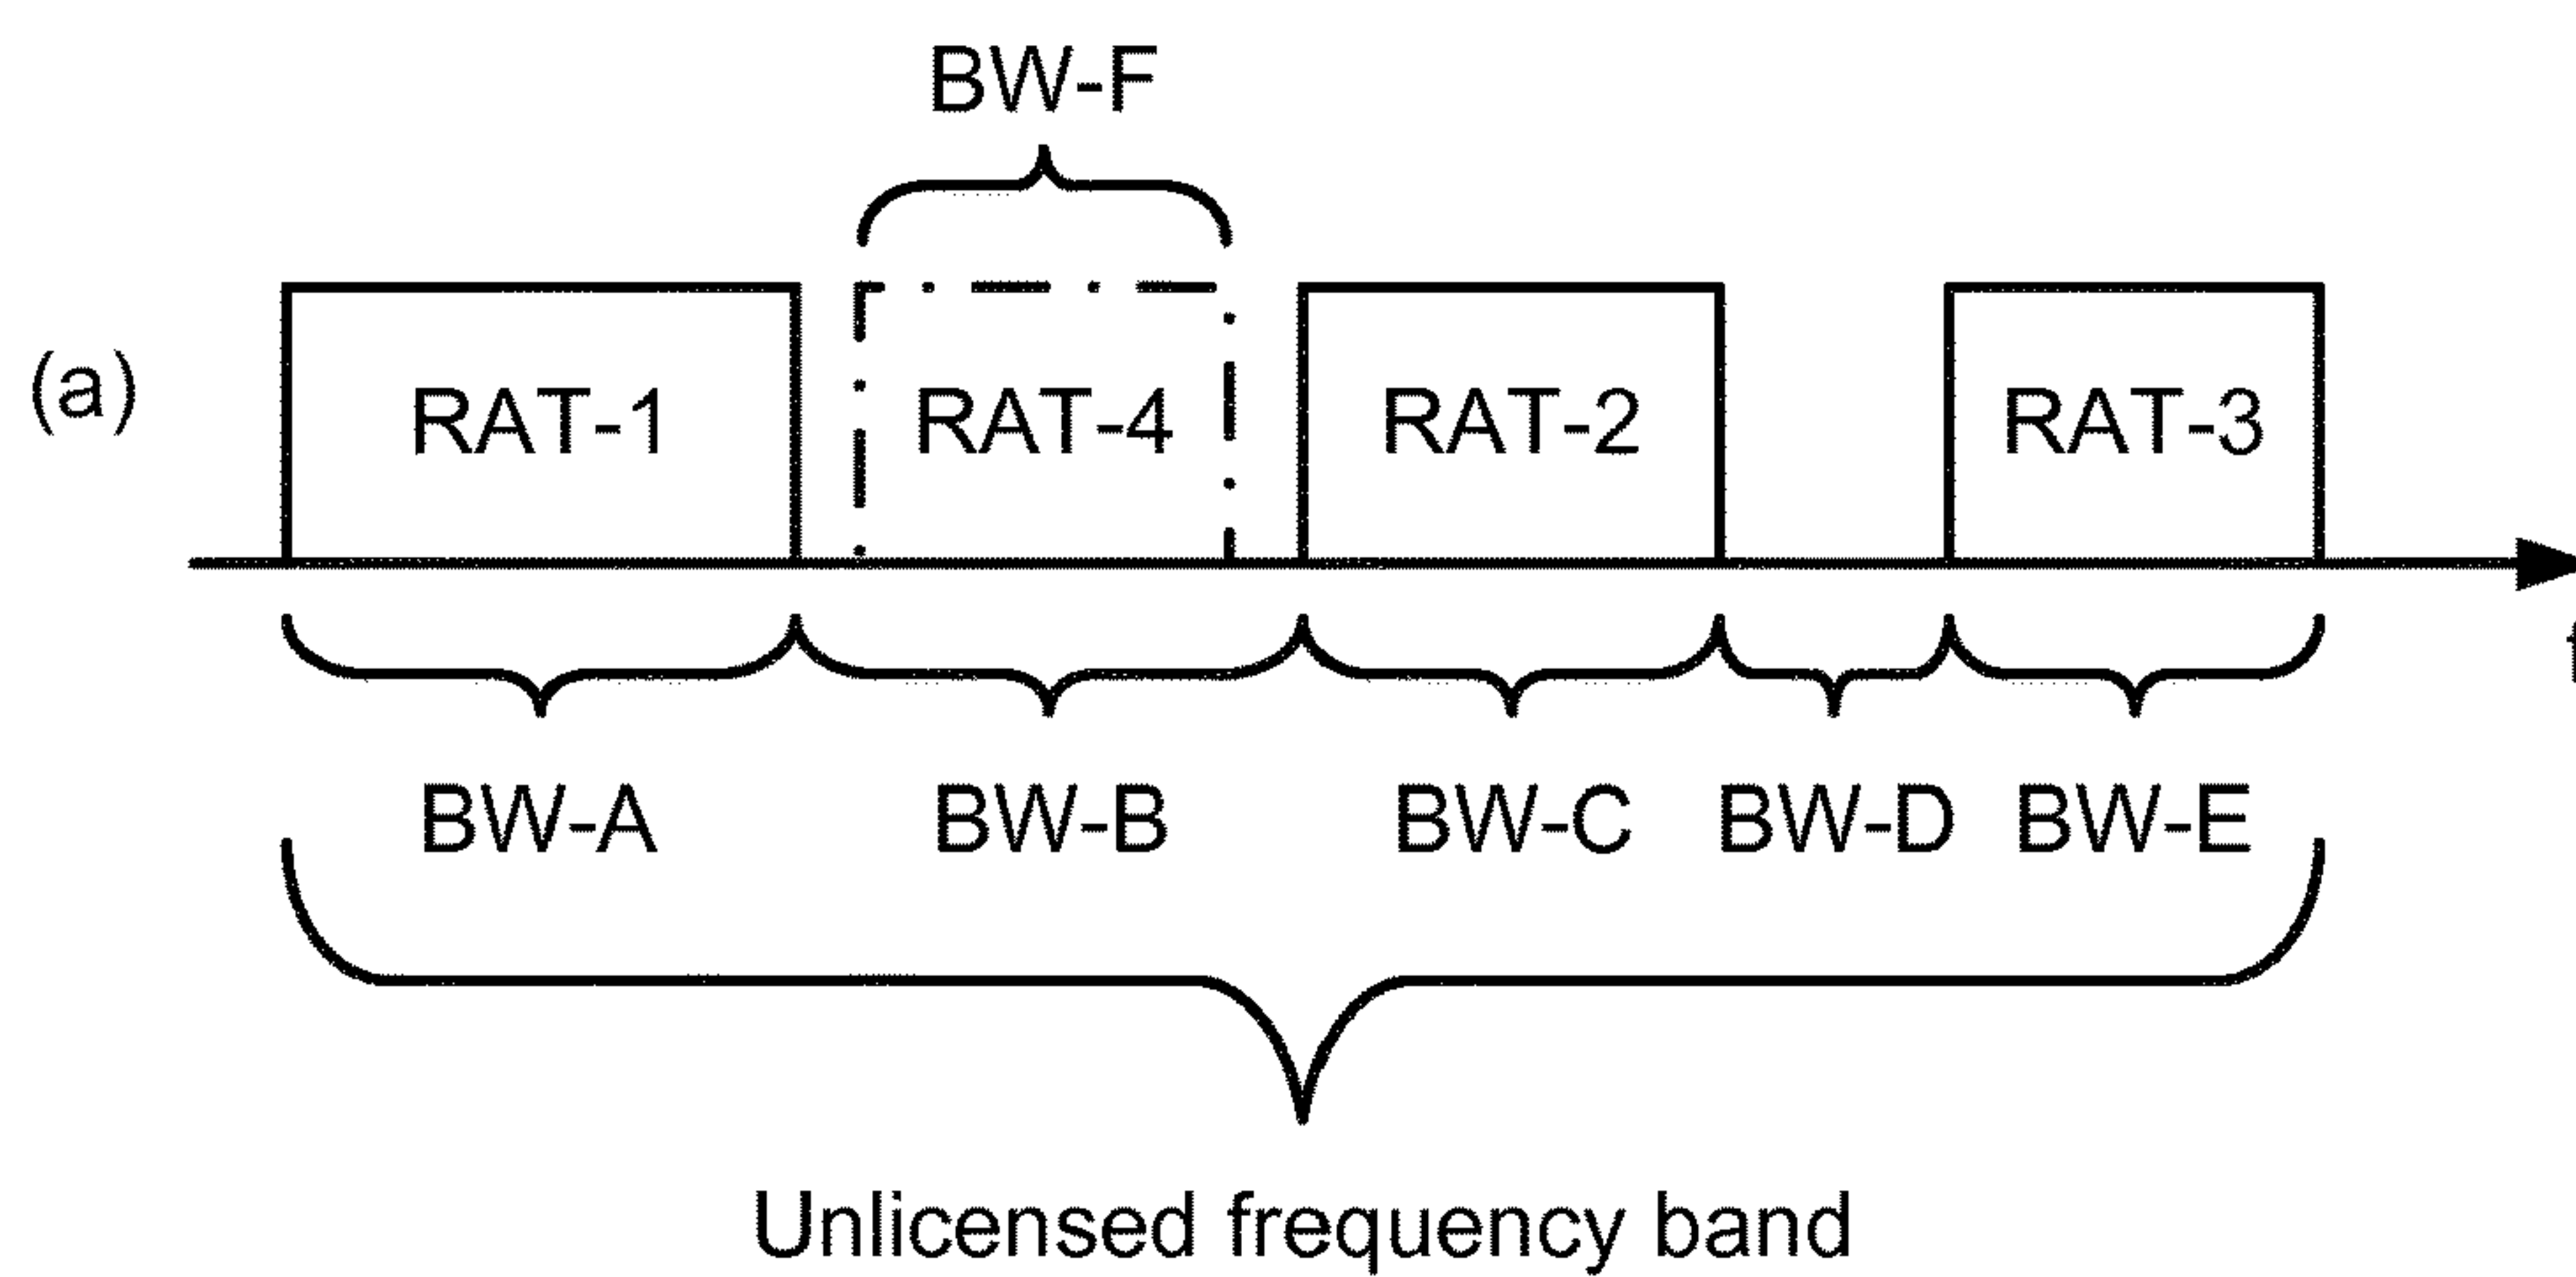 BW-F
(a) RAT-1 RAT-4 RAT-2 RAT-3
f
BW-A BW-B BW-C BW-D BW-E
Unlicensed frequency band